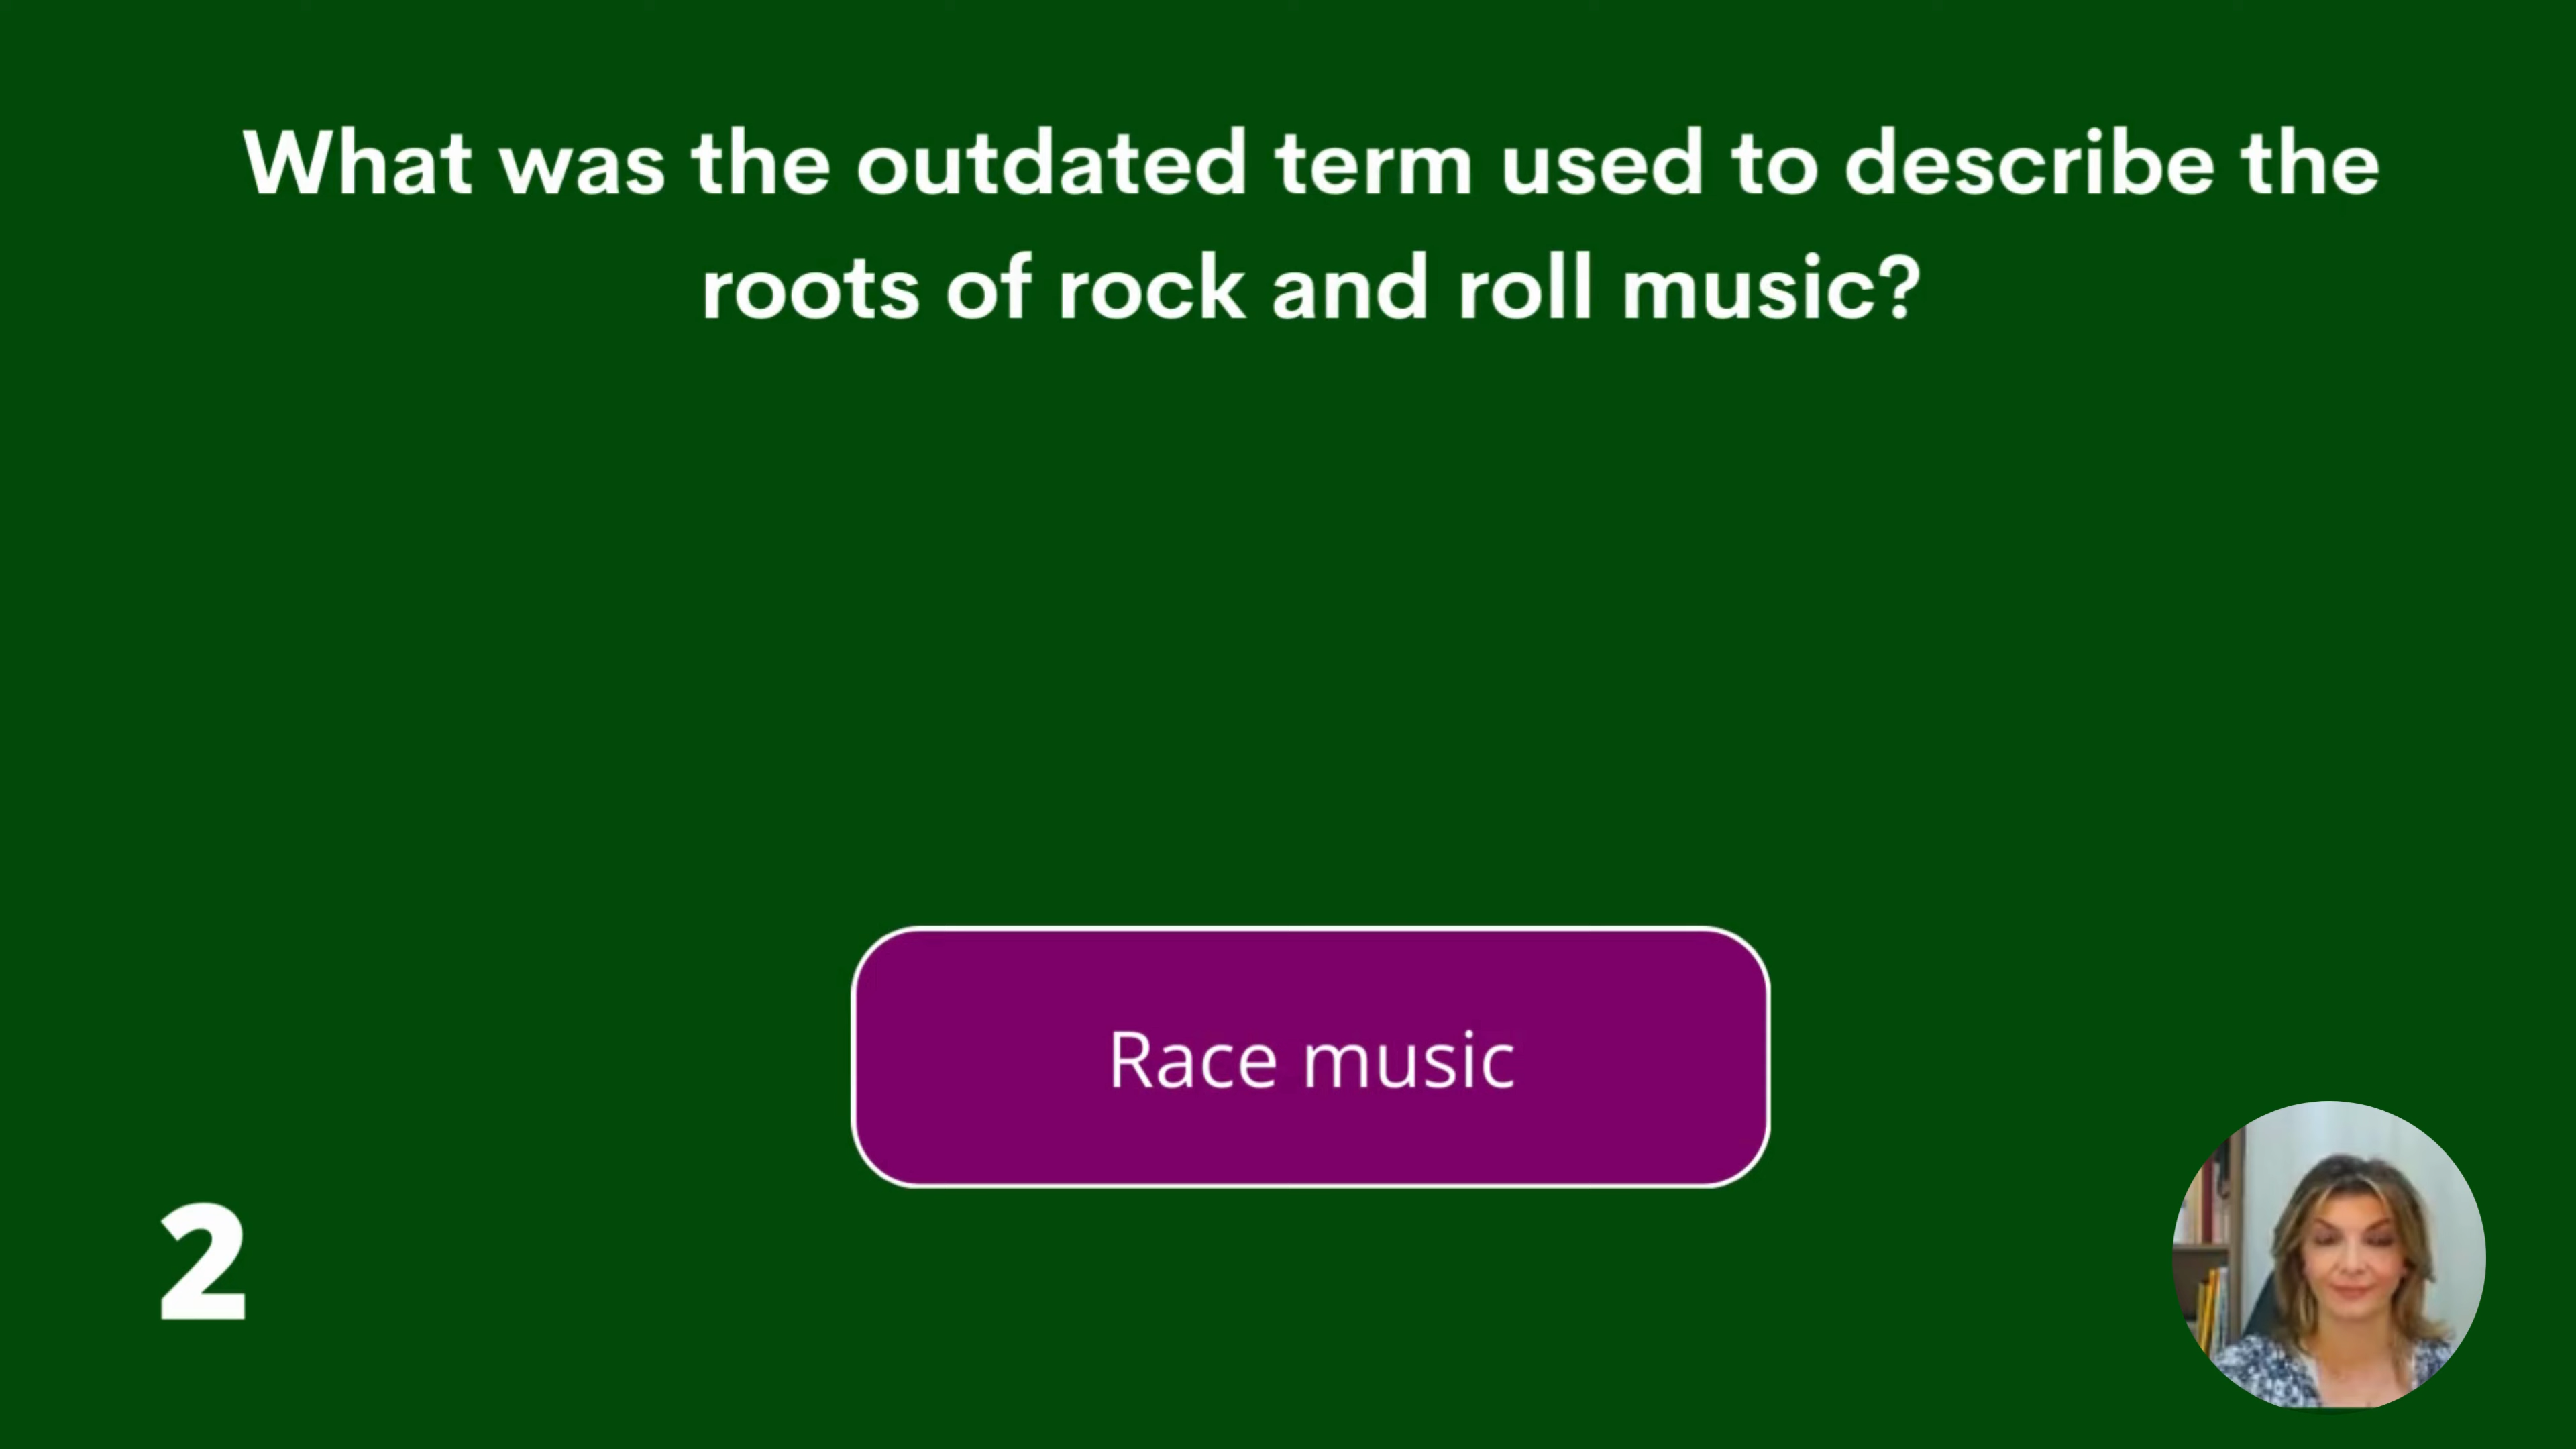 What was the outdated term used to describe the
roots of rock and roll music?
Race music
2